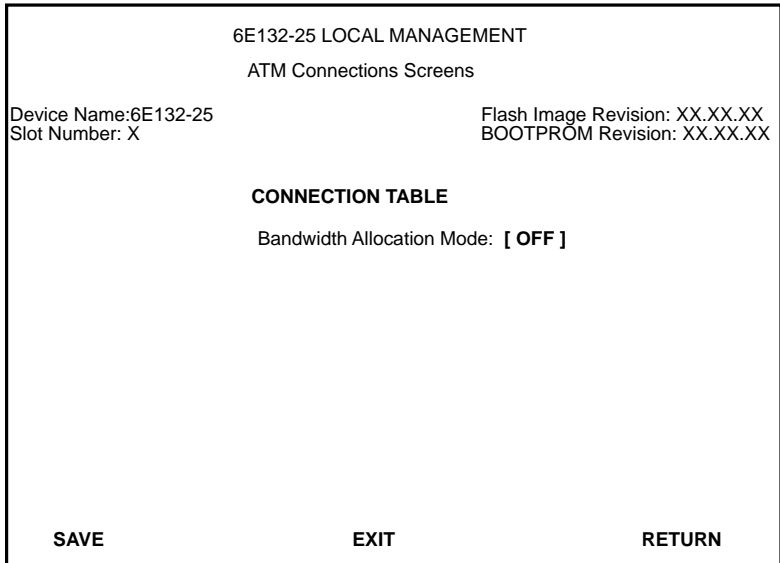 6E132-25 LOCAL MANAGEMENT
ATM Connections Screens
Device Name:6E132-25 Flash Image Revision: XX.XX.XX
Slot Number: X BOOTPROM Revision: XX.XX.XX
CONNECTION TABLE
Bandwidth Allocation Mode: [ OFF ]
SAVE EXIT RETURN